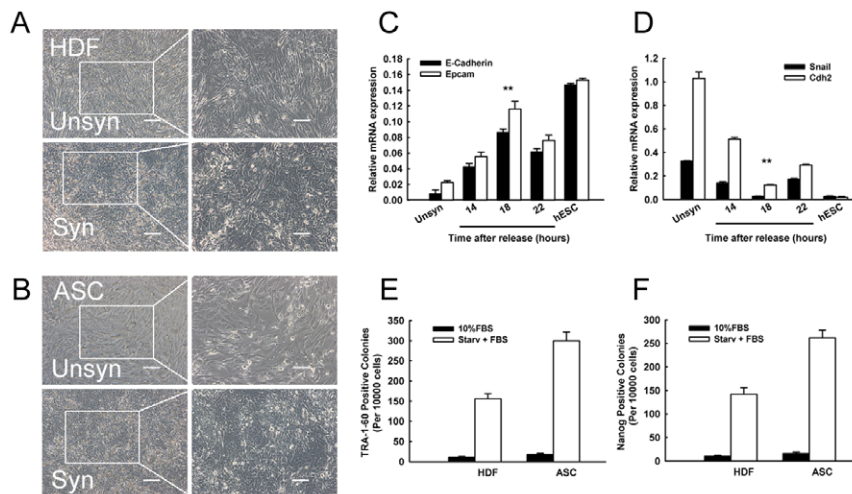 A
HDF
Unsyn
Syn
B
ASC
Unsyn
Syn
C
E-Cadherin
Epcam
Relative mRNA expression
0.18
0.16
0.14
0.12
0.10
0.08
0.06
0.04
0.02
0.00
**
Unsyn
14
18
22
hESC
Time after release (hours)
D
Snail
Cdh2
Relative mRNA expression
1.2
1.0
0.8
0.6
0.4
0.2
0.0
**
Unsyn
14
18
22
hESC
Time after release (hours)
E
10%FBS
Starv + FBS
TRA-1-60 Positive Colonies
(Per 10000 cells)
350
300
250
200
150
100
50
0
HDF
ASC
F
10%FBS
Starv + FBS
Nanog Positive Colonies
(Per 10000 cells)
300
250
200
150
100
50
0
HDF
ASC